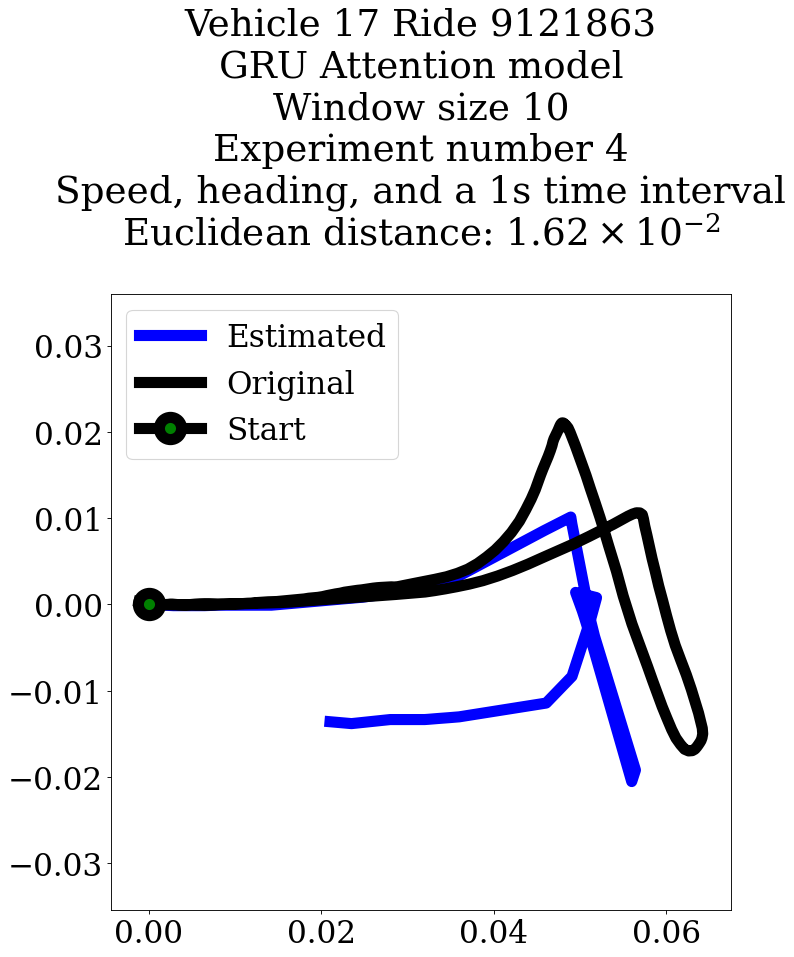 Vehicle 17 Ride 9121863
GRU Attention model
Window size 10
Experiment number 4
Speed, heading, and a 1s time interval
Euclidean distance: 1.62 × 10⁻²
Estimated
Original
Start
0.03
0.02
0.01
0.00
−0.01
−0.02
−0.03
0.00 0.02 0.04 0.06